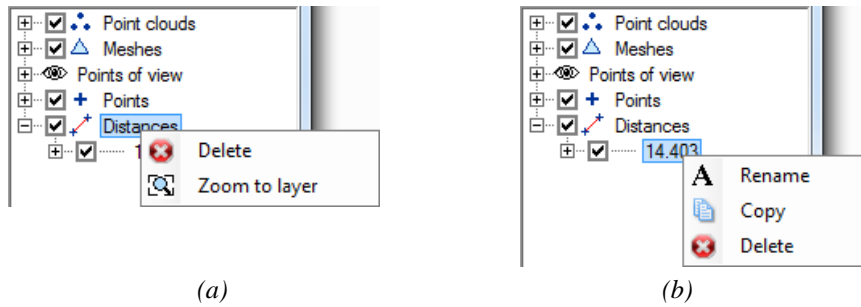 Point clouds
Meshes
Points of view
Points
Distances
1
Delete
Zoom to layer
(a)
Point clouds
Meshes
Points of view
Points
Distances
14.403
Rename
Copy
Delete
(b)